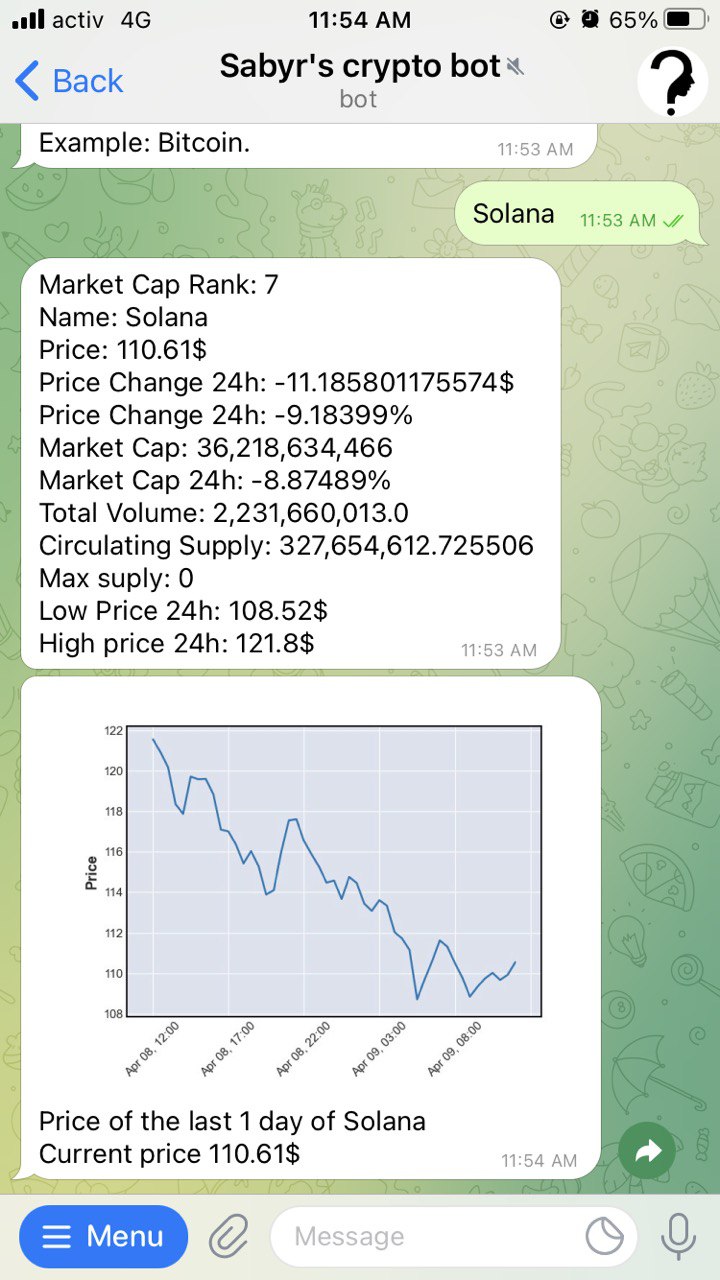 activ 4G 11:54 AM 65%
Back Sabyr's crypto bot
bot
Example: Bitcoin. 11:53 AM
Solana 11:53 AM
Market Cap Rank: 7
Name: Solana
Price: 110.61$
Price Change 24h: -11.185801175574$
Price Change 24h: -9.18399%
Market Cap: 36,218,634,466
Market Cap 24h: -8.87489%
Total Volume: 2,231,660,013.0
Circulating Supply: 327,654,612.725506
Max suply: 0
Low Price 24h: 108.52$
High price 24h: 121.8$ 11:53 AM
122
120
118
116
Price
114
112
110
108
Apr 08, 12:00 Apr 08, 17:00 Apr 08, 22:00 Apr 09, 03:00 Apr 09, 08:00
Price of the last 1 day of Solana
Current price 110.61$ 11:54 AM
Menu Message